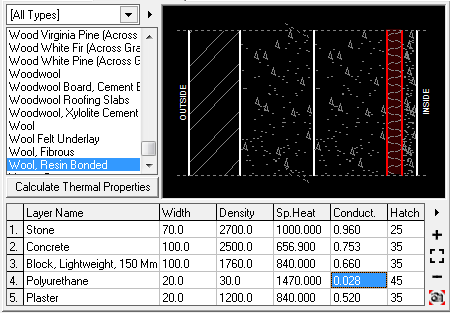 [All Types]
Wood Virginia Pine (Across
Wood White Fir (Across Gra
Wood White Pine (Across Gr
Woodwool
Woodwool Board, Cement B
Woodwool Roofing Slabs
Woodwool, Xylolite Cement
Wool
Wool Felt Underlay
Wool, Fibrous
Wool, Resin Bonded
Calculate Thermal Properties
OUTSIDE
INSIDE
Layer Name Width Density Sp.Heat Conduct. Hatch
1. Stone 70.0 2700.0 1000.000 0.960 25
2. Concrete 100.0 2500.0 656.900 0.753 35
3. Block, Lightweight, 150 Mm 100.0 1760.0 840.000 0.660 35
4. Polyurethane 20.0 30.0 1470.000 0.028 45
5. Plaster 20.0 1200.0 840.000 0.520 35